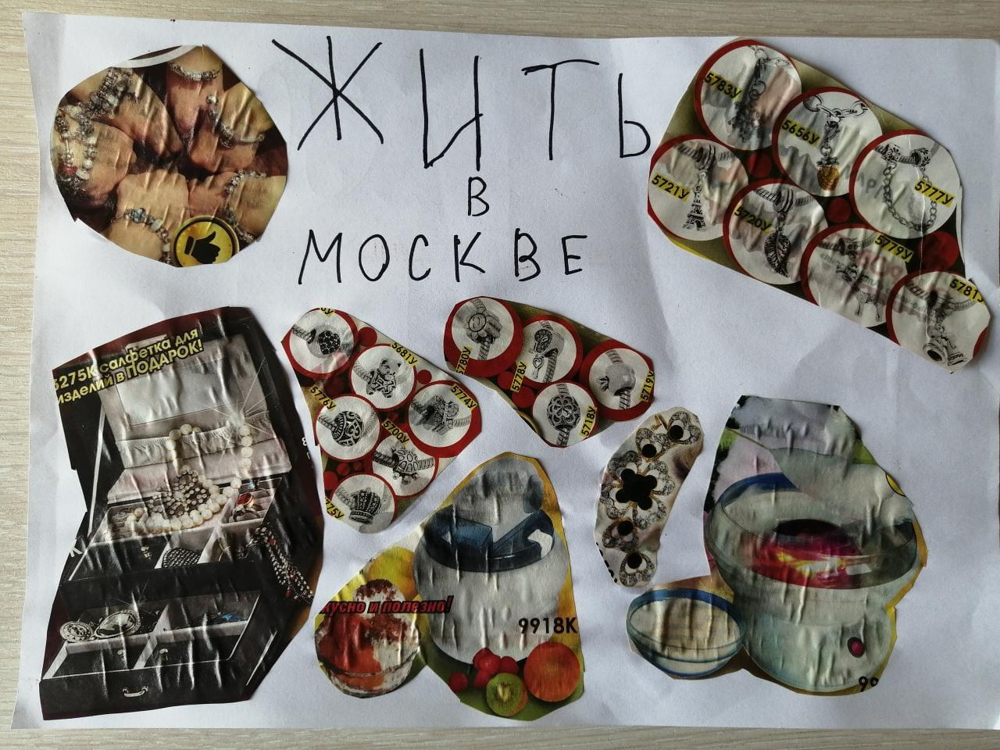 ЖИТЬ
В
МОСКВЕ
5783У
5656У
5721У
5777У
5720У
5779У
5781У
5275К салфетка для
изделий в ПОДАРОК!
5681У
5776У
5774У
5700У
5780У
5778У
5719У
5718У
вкусно и полезно!
9918К